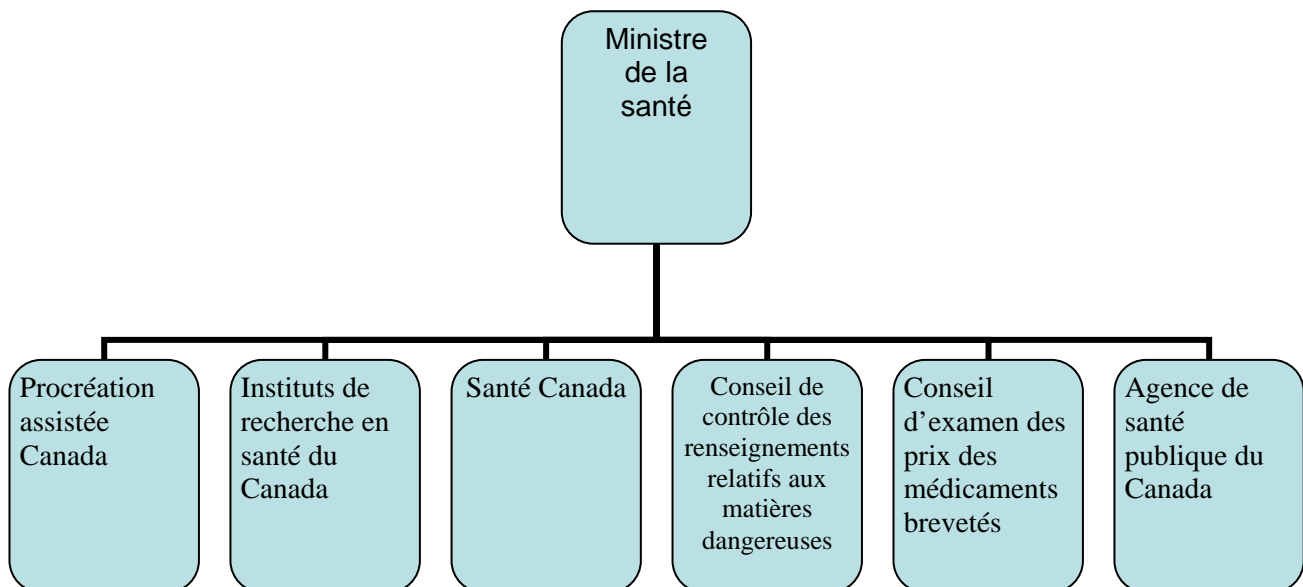 Ministre
de la
santé
Procréation
assistée
Canada
Instituts de
recherche en
santé du
Canada
Santé Canada
Conseil de
contrôle des
renseignements
relatifs aux
matières
dangereuses
Conseil
d’examen des
prix des
médicaments
brevetés
Agence de
santé
publique du
Canada